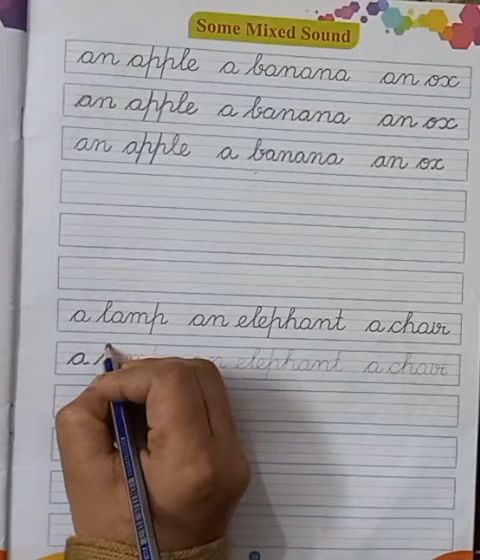 Some Mixed Sound
an apple a banana an ox
an apple a banana an ox
an apple a banana an ox
a lamp an elephant a chair
a an elephant a chair